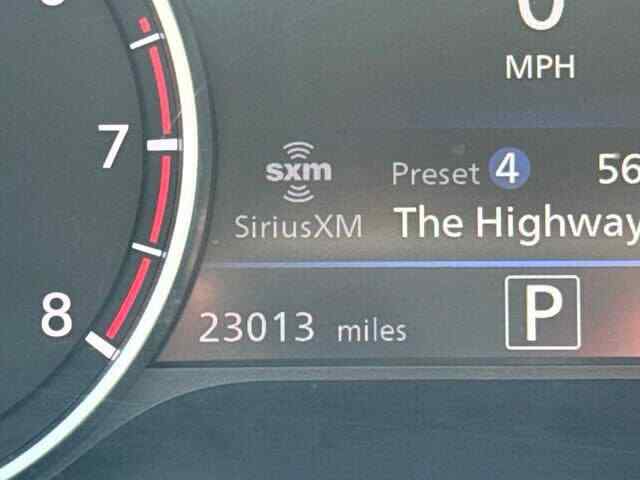 0
MPH
7
sxm
Preset 4 56
SiriusXM The Highway
8
23013 miles
P